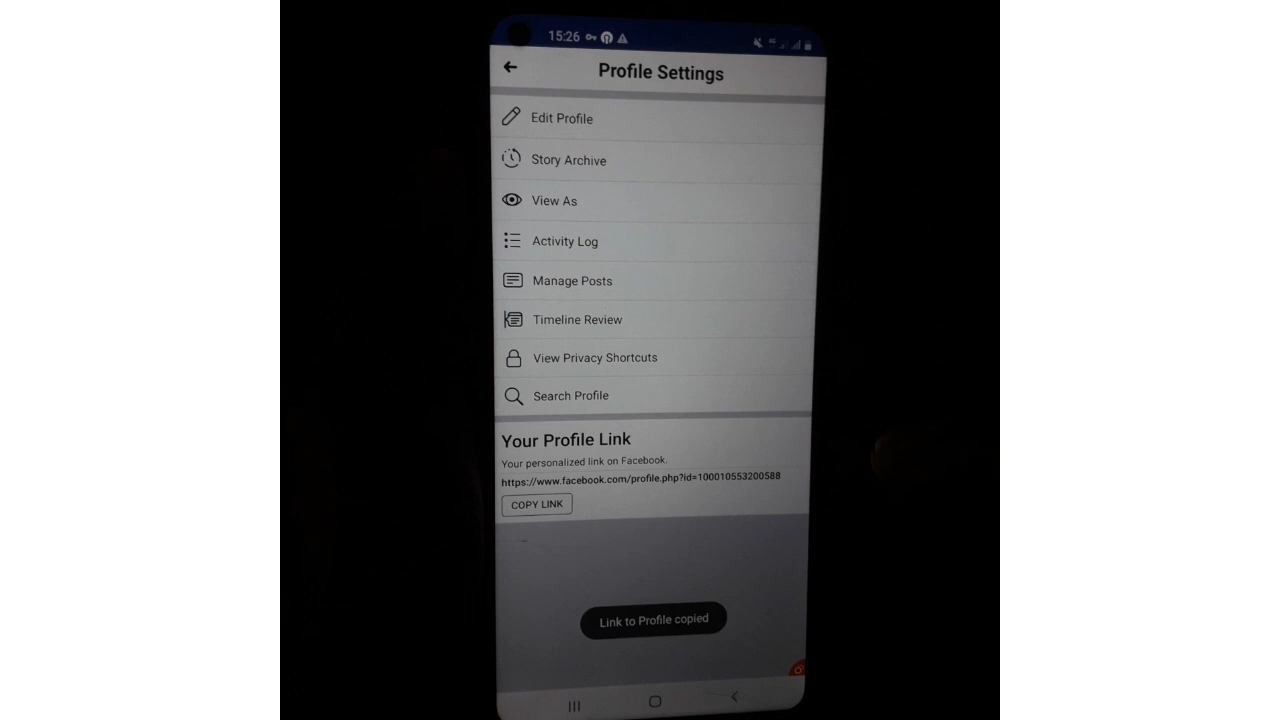 15:26
Profile Settings
Edit Profile
Story Archive
View As
Activity Log
Manage Posts
Timeline Review
View Privacy Shortcuts
Search Profile
Your Profile Link
Your personalized link on Facebook.
https://www.facebook.com/profile.php?id=100010553200588
COPY LINK
Link to Profile copied